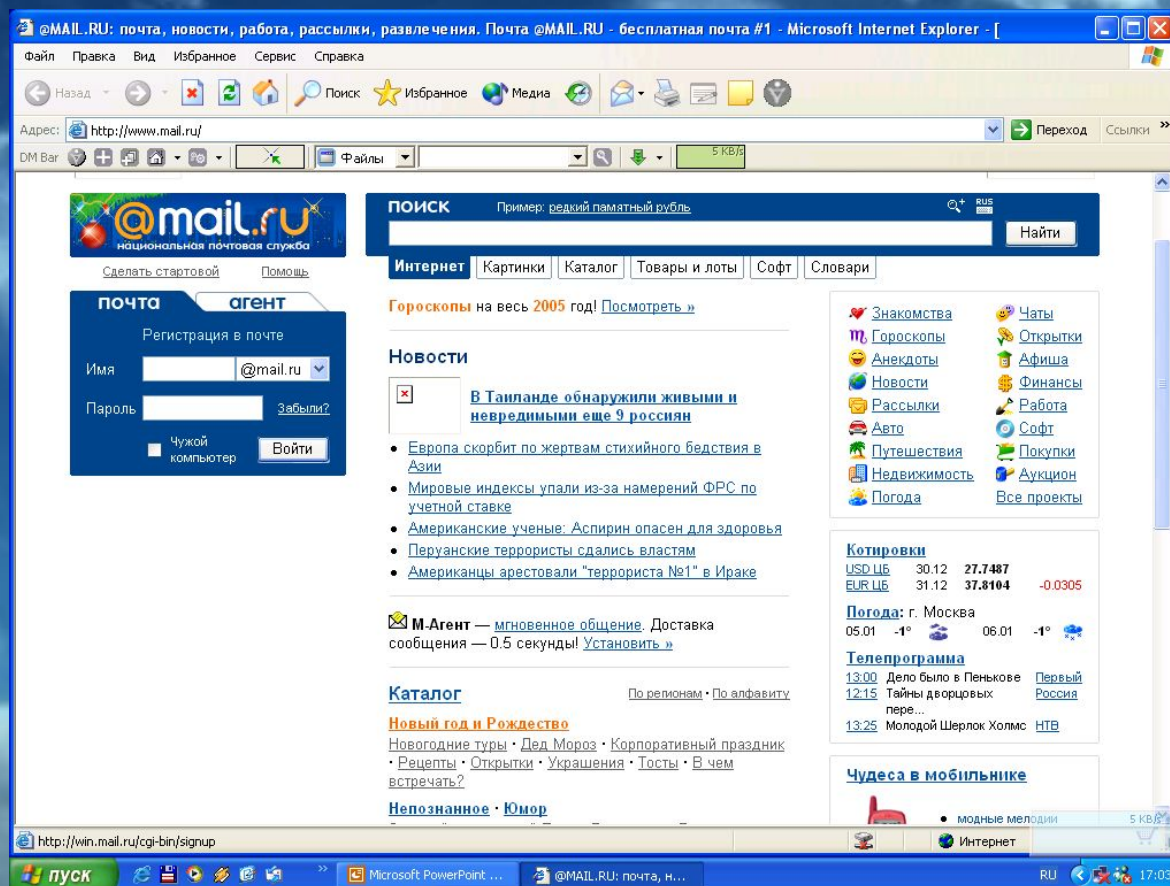 @MAIL.RU: почта, новости, работа, рассылки, развлечения. Почта @MAIL.RU - бесплатная почта #1 - Microsoft Internet Explorer - [
Файл Правка Вид Избранное Сервис Справка
Назад Поиск Избранное Медиа
Адрес: http://www.mail.ru/ Переход Ссылки »
DM Bar Файлы 5 KB/s
@mail.ru
национальная почтовая служба
Сделать стартовой Помощь
почта агент
Регистрация в почте
Имя @mail.ru
Пароль Забыли?
Чужой
компьютер
Войти
ПОИСК Пример: редкий памятный рубль RUS
Найти
Интернет Картинки Каталог Товары и лоты Софт Словари
Гороскопы на весь 2005 год! Посмотреть »
Новости
В Таиланде обнаружили живыми и
невредимыми еще 9 россиян
• Европа скорбит по жертвам стихийного бедствия в
Азии
• Мировые индексы упали из-за намерений ФРС по
учетной ставке
• Американские ученые: Аспирин опасен для здоровья
• Перуанские террористы сдались властям
• Американцы арестовали "террориста №1" в Ираке
М-Агент — мгновенное общение. Доставка
сообщения — 0.5 секунды! Установить »
Каталог По регионам • По алфавиту
Новый год и Рождество
Новогодние туры • Дед Мороз • Корпоративный праздник
• Рецепты • Открытки • Украшения • Тосты • В чем
встречать?
Непознанное • Юмор
Знакомства Чаты
Гороскопы Открытки
Анекдоты Афиша
Новости Финансы
Рассылки Работа
Авто Софт
Путешествия Покупки
Недвижимость Аукцион
Погода Все проекты
Котировки
USD ЦБ 30.12 27.7487
EUR ЦБ 31.12 37.8104 -0.0305
Погода: г. Москва
05.01 -1° 06.01 -1°
Телепрограмма
13:00 Дело было в Пенькове Первый
12:15 Тайны дворцовых Россия
пере...
13:25 Молодой Шерлок Холмс НТВ
Чудеса в мобильнике
• модные мелодии
5 KB/s
http://win.mail.ru/cgi-bin/signup Интернет
пуск » Microsoft PowerPoint ... @MAIL.RU: почта, н... RU 17:03